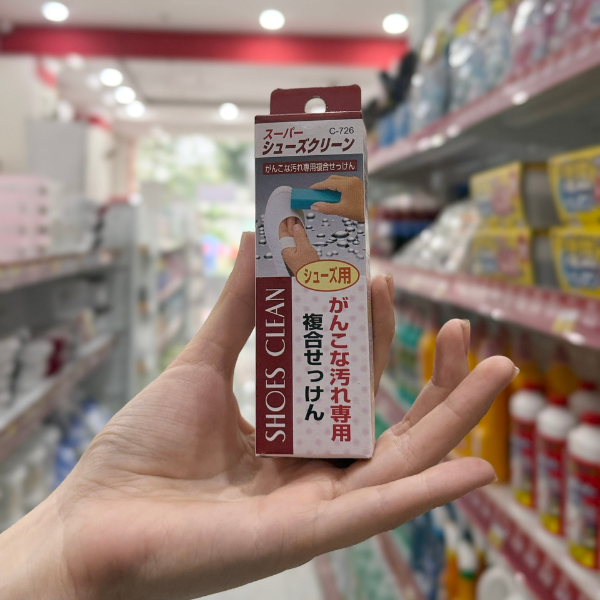 スーパー C-726
シューズクリーン
がんこな汚れ専用複合せっけん
シューズ用
SHOES CLEAN
がんこな汚れ専用
複合せっけん